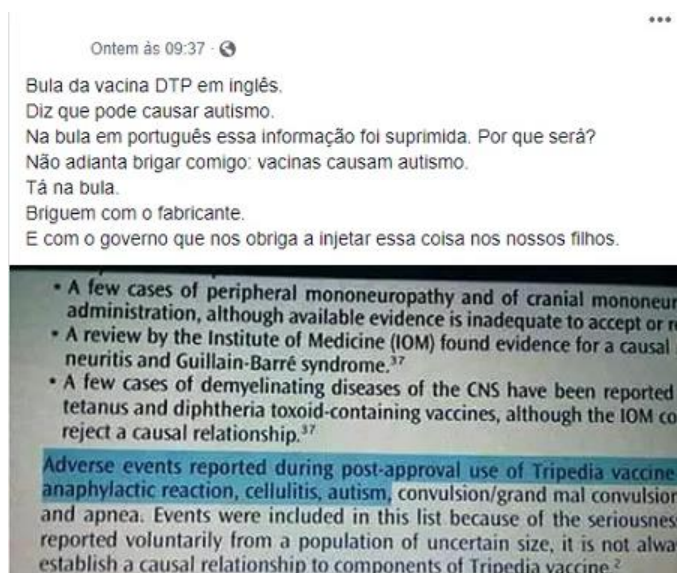 Ontem às 09:37 ·
Bula da vacina DTP em inglês.
Diz que pode causar autismo.
Na bula em português essa informação foi suprimida. Por que será?
Não adianta brigar comigo: vacinas causam autismo.
Tá na bula.
Briguem com o fabricante.
E com o governo que nos obriga a injetar essa coisa nos nossos filhos.
• A few cases of peripheral mononeuropathy and of cranial mononeur
administration, although available evidence is inadequate to accept or r
• A review by the Institute of Medicine (IOM) found evidence for a causal
neuritis and Guillain-Barré syndrome.³⁷
• A few cases of demyelinating diseases of the CNS have been reported
tetanus and diphtheria toxoid-containing vaccines, although the IOM co
reject a causal relationship.³⁷
Adverse events reported during post-approval use of Tripedia vaccine
anaphylactic reaction, cellulitis, autism, convulsion/grand mal convulsion
and apnea. Events were included in this list because of the seriousnes
reported voluntarily from a population of uncertain size, it is not alwa
establish a causal relationship to components of Tripedia vaccine.²